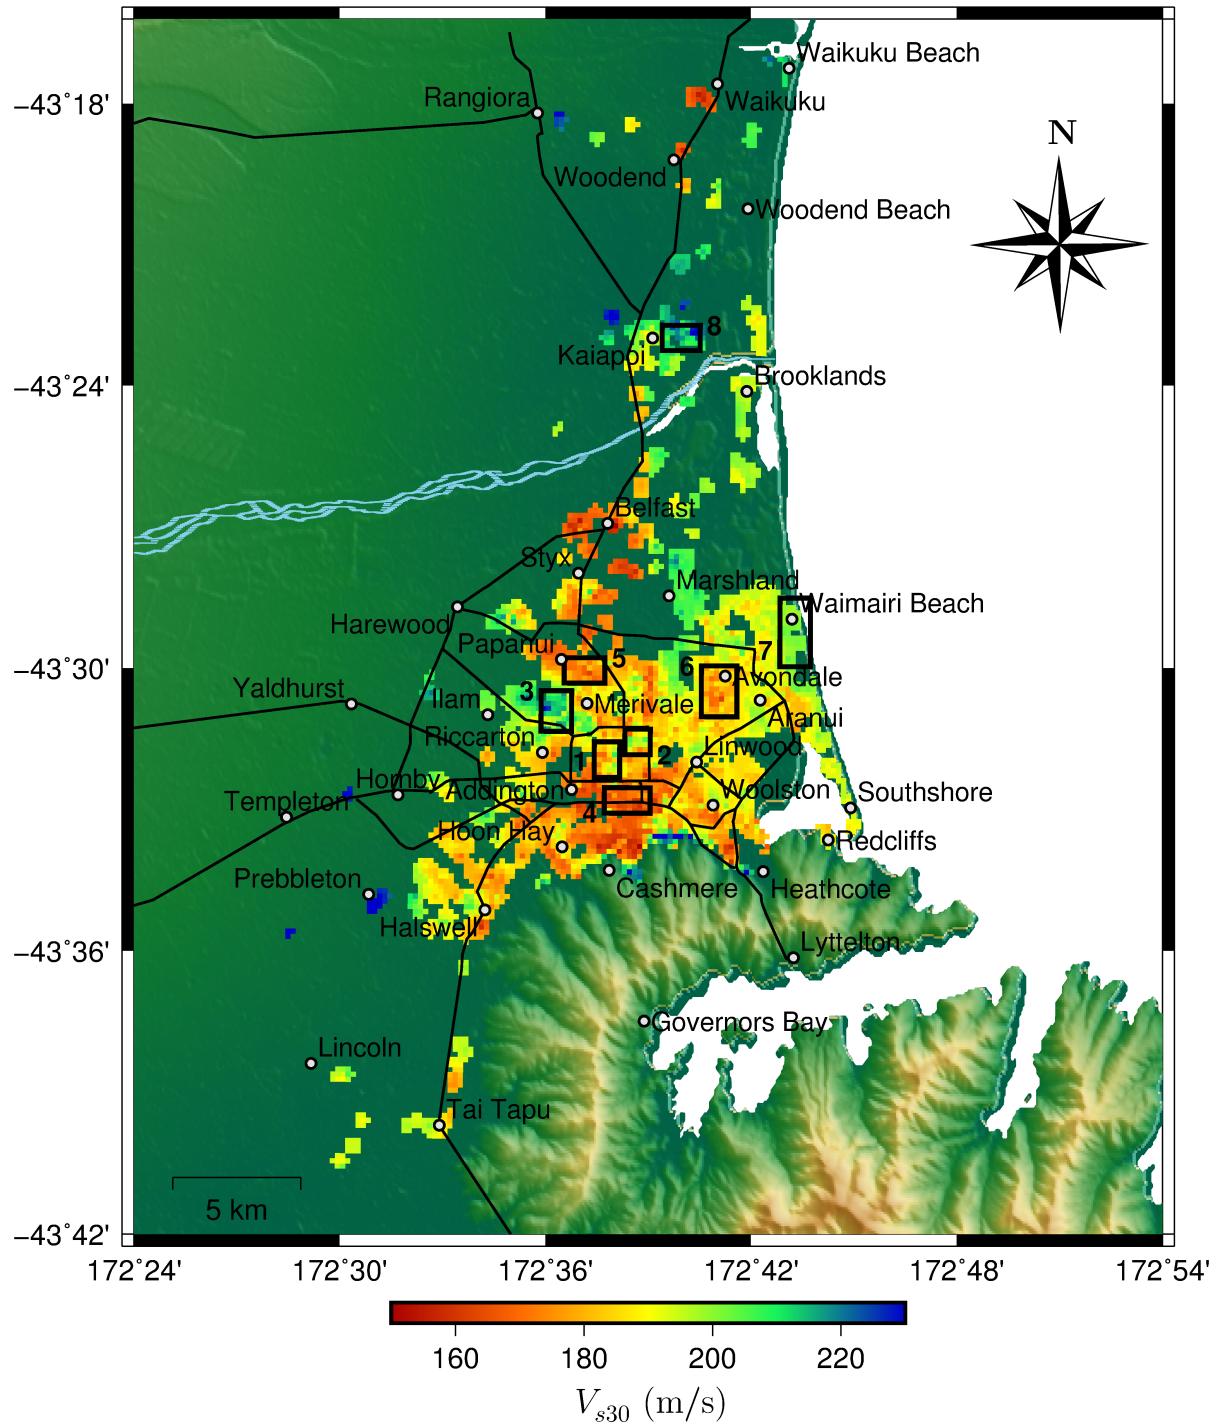 Waikuku Beach
−43°18'
Rangiora
Waikuku
N
Woodend
Woodend Beach
8
Kaiapoi
−43°24'
Brooklands
Belfast
Styx
Marshland
Waimairi Beach
Harewood
Papanui
7
5
6
−43°30'
Avondale
Yaldhurst
3
Ilam
Merivale
Aranui
Riccarton
1
2
Linwood
Hornby
Addington
Woolston
Templeton
Southshore
4
Hoon Hay
Redcliffs
Prebbleton
Cashmere
Heathcote
Halswell
−43°36'
Lyttelton
Governors Bay
Lincoln
Tai Tapu
5 km
−43°42'
172°24' 172°30' 172°36' 172°42' 172°48' 172°54'
160 180 200 220
Vs30 (m/s)